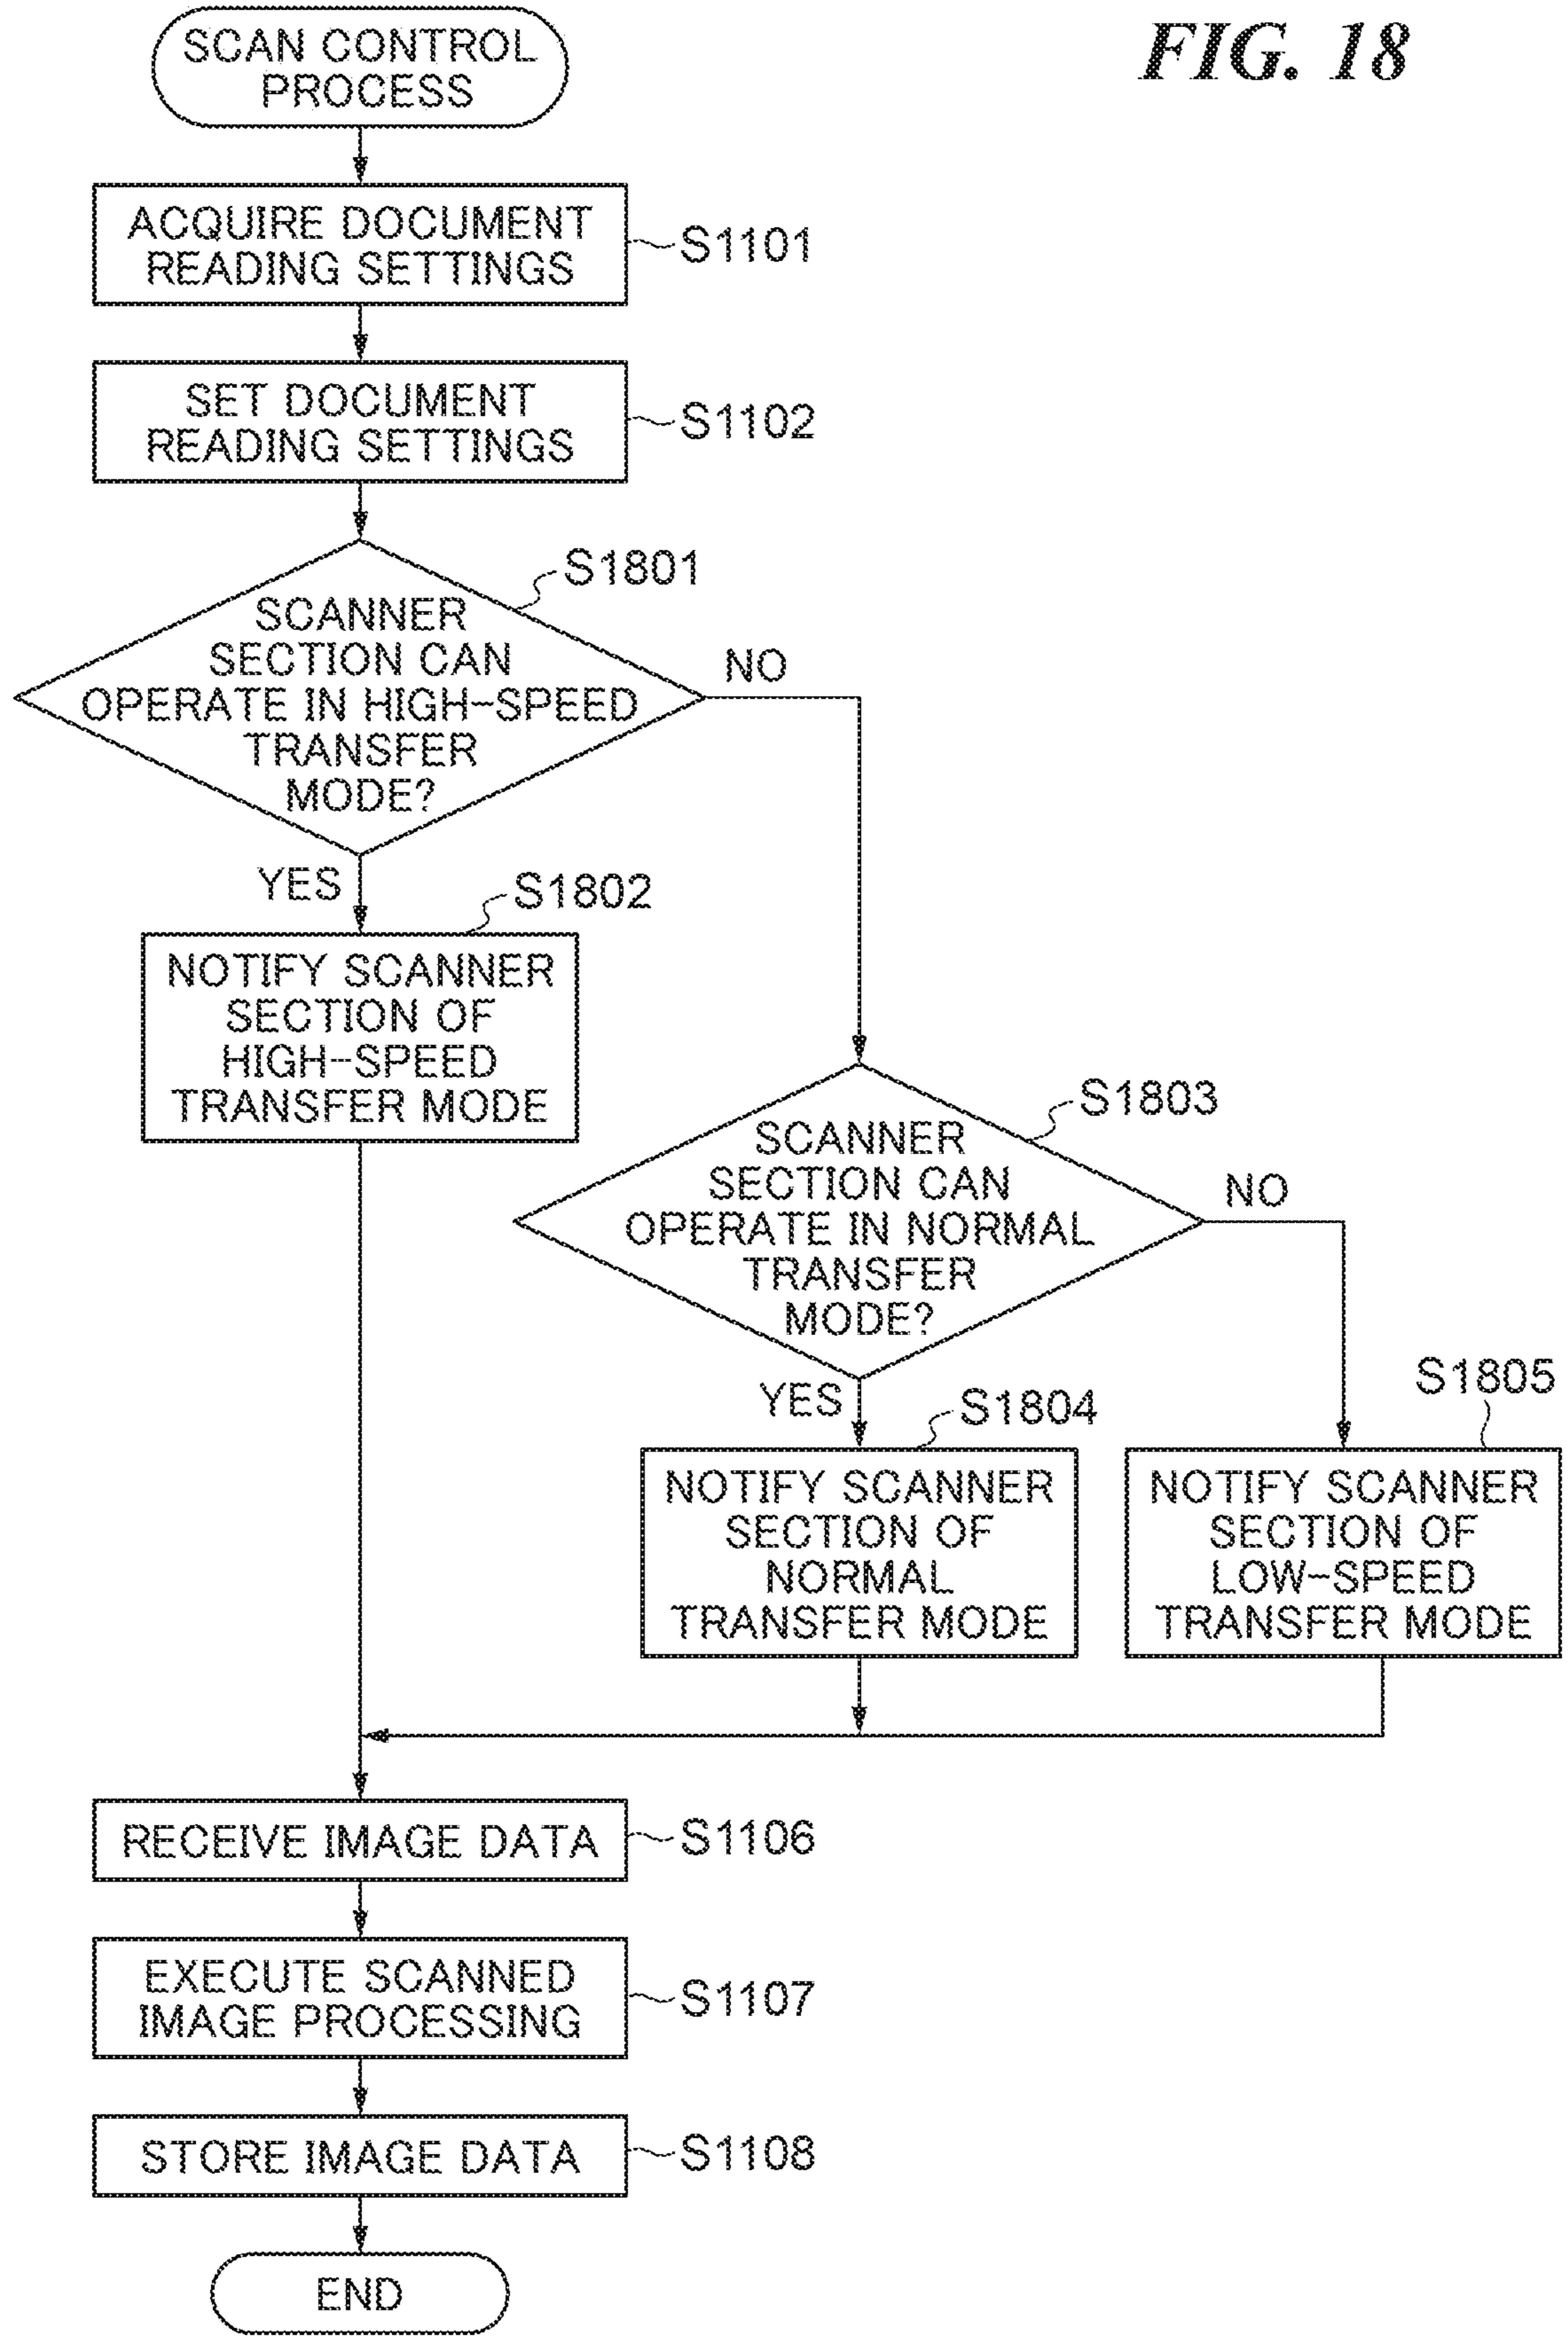 FIG. 18
SCAN CONTROL
PROCESS
ACQUIRE DOCUMENT
READING SETTINGS
S1101
SET DOCUMENT
READING SETTINGS
S1102
S1801
SCANNER
SECTION CAN
OPERATE IN HIGH-SPEED
TRANSFER
MODE?
NO
YES
S1802
NOTIFY SCANNER
SECTION OF
HIGH-SPEED
TRANSFER MODE
S1803
SCANNER
SECTION CAN
OPERATE IN NORMAL
TRANSFER
MODE?
NO
YES
S1804
NOTIFY SCANNER
SECTION OF
NORMAL
TRANSFER MODE
S1805
NOTIFY SCANNER
SECTION OF
LOW-SPEED
TRANSFER MODE
RECEIVE IMAGE DATA
S1106
EXECUTE SCANNED
IMAGE PROCESSING
S1107
STORE IMAGE DATA
S1108
END